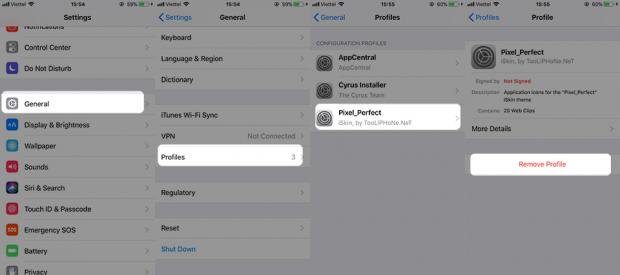 Viettel 15:54 59%
Settings
Notifications
Control Center
Do Not Disturb
General
Display & Brightness
Wallpaper
Sounds
Siri & Search
Touch ID & Passcode
SOS
Emergency SOS
Battery
Privacy
Viettel 15:54 59%
Settings General
Keyboard
Language & Region
Dictionary
iTunes Wi-Fi Sync
VPN Not Connected
Profiles 3
Regulatory
Reset
Shut Down
Viettel 15:55 60%
General Profiles
CONFIGURATION PROFILES
AppCentral
AppCentral
Cyrus Installer
The Cyrus Team
Pixel_Perfect
iSkin, by TooLiPHoNe.NeT
Viettel 15:55 60%
Profiles Profile
Pixel_Perfect
iSkin, by TooLiPHoNe.NeT
Signed by Not Signed
Description Application icons for the "Pixel_Perfect"
iSkin theme
Contains 20 Web Clips
More Details
Remove Profile